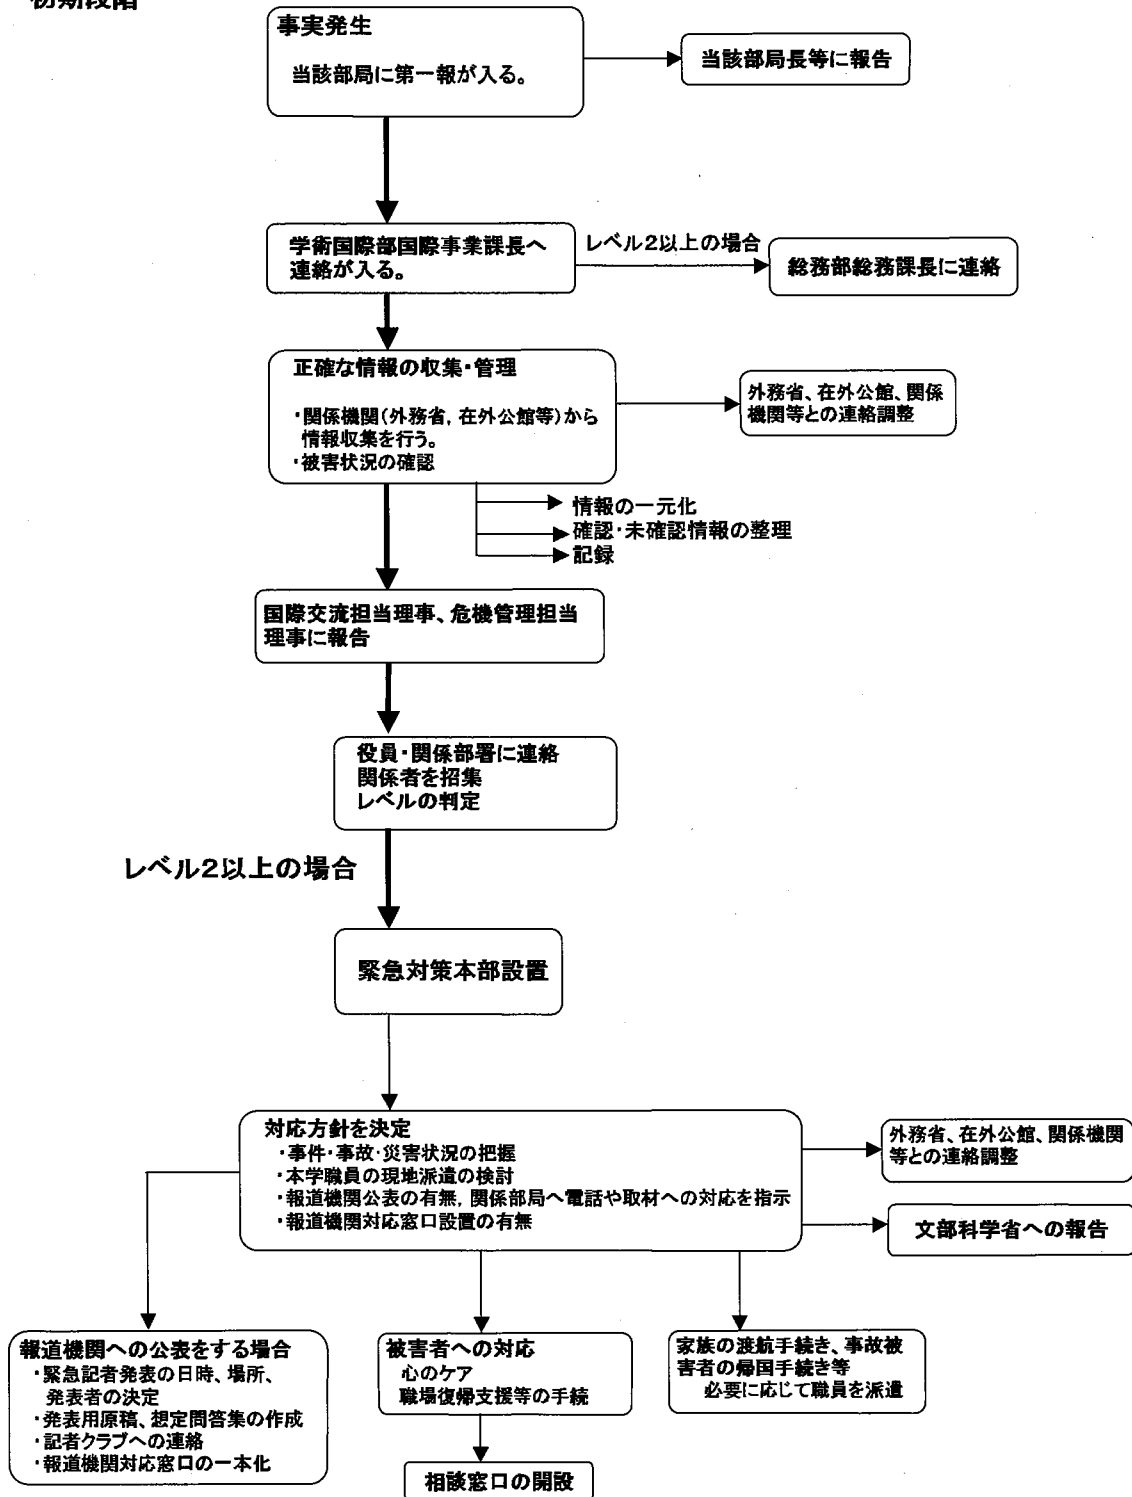 初期段階
事実発生
当該部局に第一報が入る。
当該部局長等に報告
学術国際部国際事業課長へ
連絡が入る。
レベル2以上の場合
総務部総務課長に連絡
正確な情報の収集・管理
・関係機関(外務省, 在外公館等)から
情報収集を行う。
・被害状況の確認
外務省、在外公館、関係
機関等との連絡調整
情報の一元化
確認・未確認情報の整理
記録
国際交流担当理事、危機管理担当
理事に報告
役員・関係部署に連絡
関係者を招集
レベルの判定
レベル2以上の場合
緊急対策本部設置
対応方針を決定
・事件・事故・災害状況の把握
・本学職員の現地派遣の検討
・報道機関公表の有無, 関係部局へ電話や取材への対応を指示
・報道機関対応窓口設置の有無
外務省、在外公館、関係機関
等との連絡調整
文部科学省への報告
報道機関への公表をする場合
・緊急記者発表の日時、場所、
発表者の決定
・発表用原稿、想定問答集の作成
・記者クラブへの連絡
・報道機関対応窓口の一本化
被害者への対応
心のケア
職場復帰支援等の手続
相談窓口の開設
家族の渡航手続き、事故被
害者の帰国手続き等
必要に応じて職員を派遣